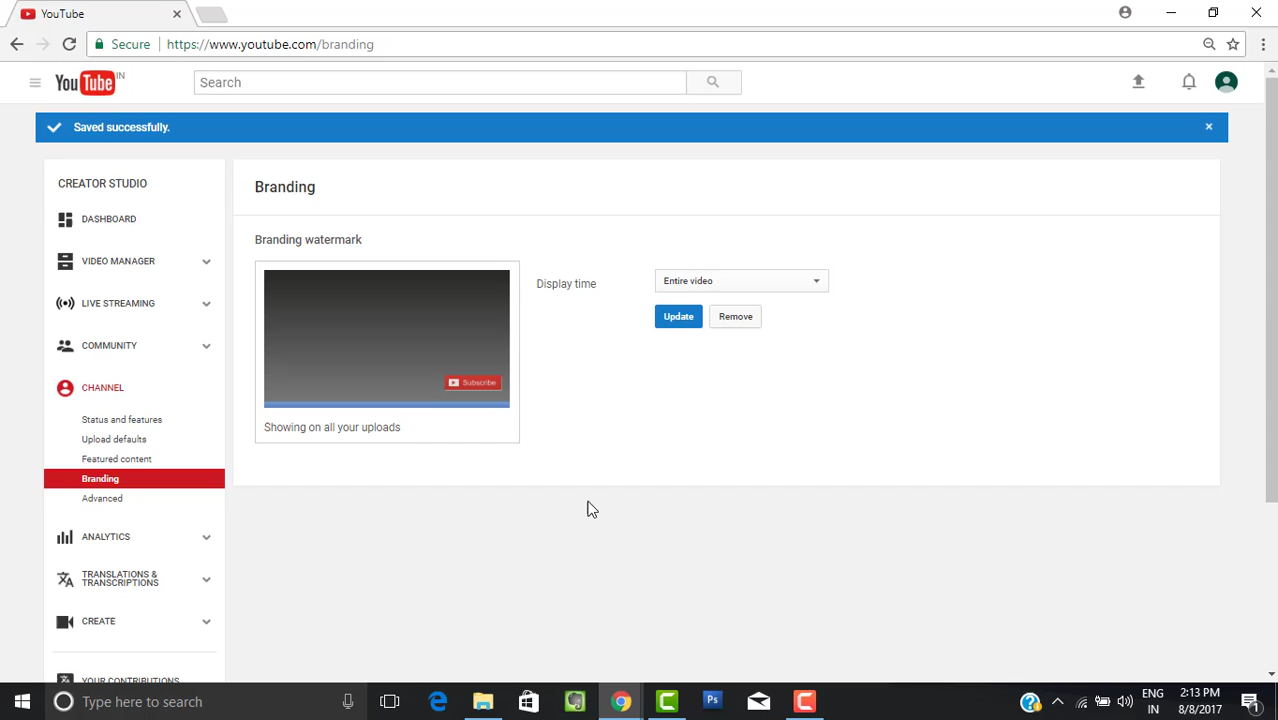 YouTube
Secure
https://www.youtube.com/branding
YouTube IN
Search
Saved successfully.
CREATOR STUDIO
DASHBOARD
VIDEO MANAGER
LIVE STREAMING
COMMUNITY
CHANNEL
Status and features
Upload defaults
Featured content
Branding
Advanced
ANALYTICS
TRANSLATIONS &
TRANSCRIPTIONS
CREATE
YOUR CONTRIBUTIONS
Branding
Branding watermark
Subscribe
Showing on all your uploads
Display time
Entire video
Update
Remove
Type here to search
Ps
ENG
IN
2:13 PM
8/8/2017
1